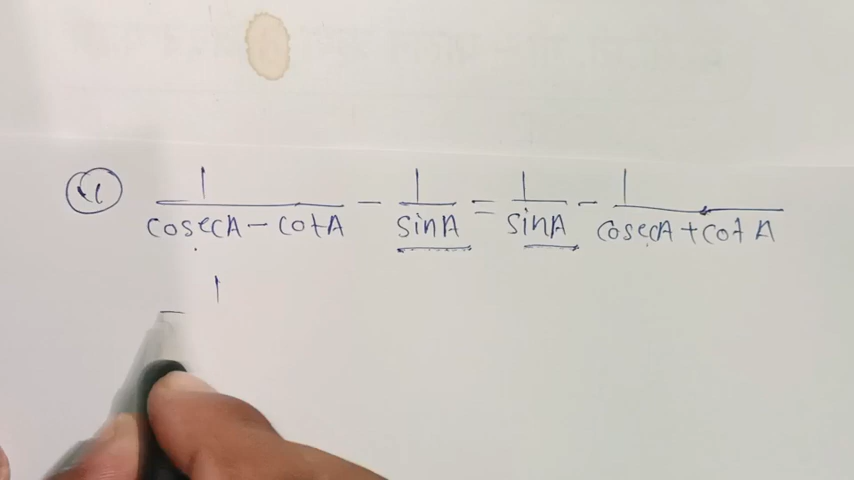 (ii) 1/(cosecA - cotA) - 1/sinA = 1/sinA - 1/(cosecA + cotA)
1